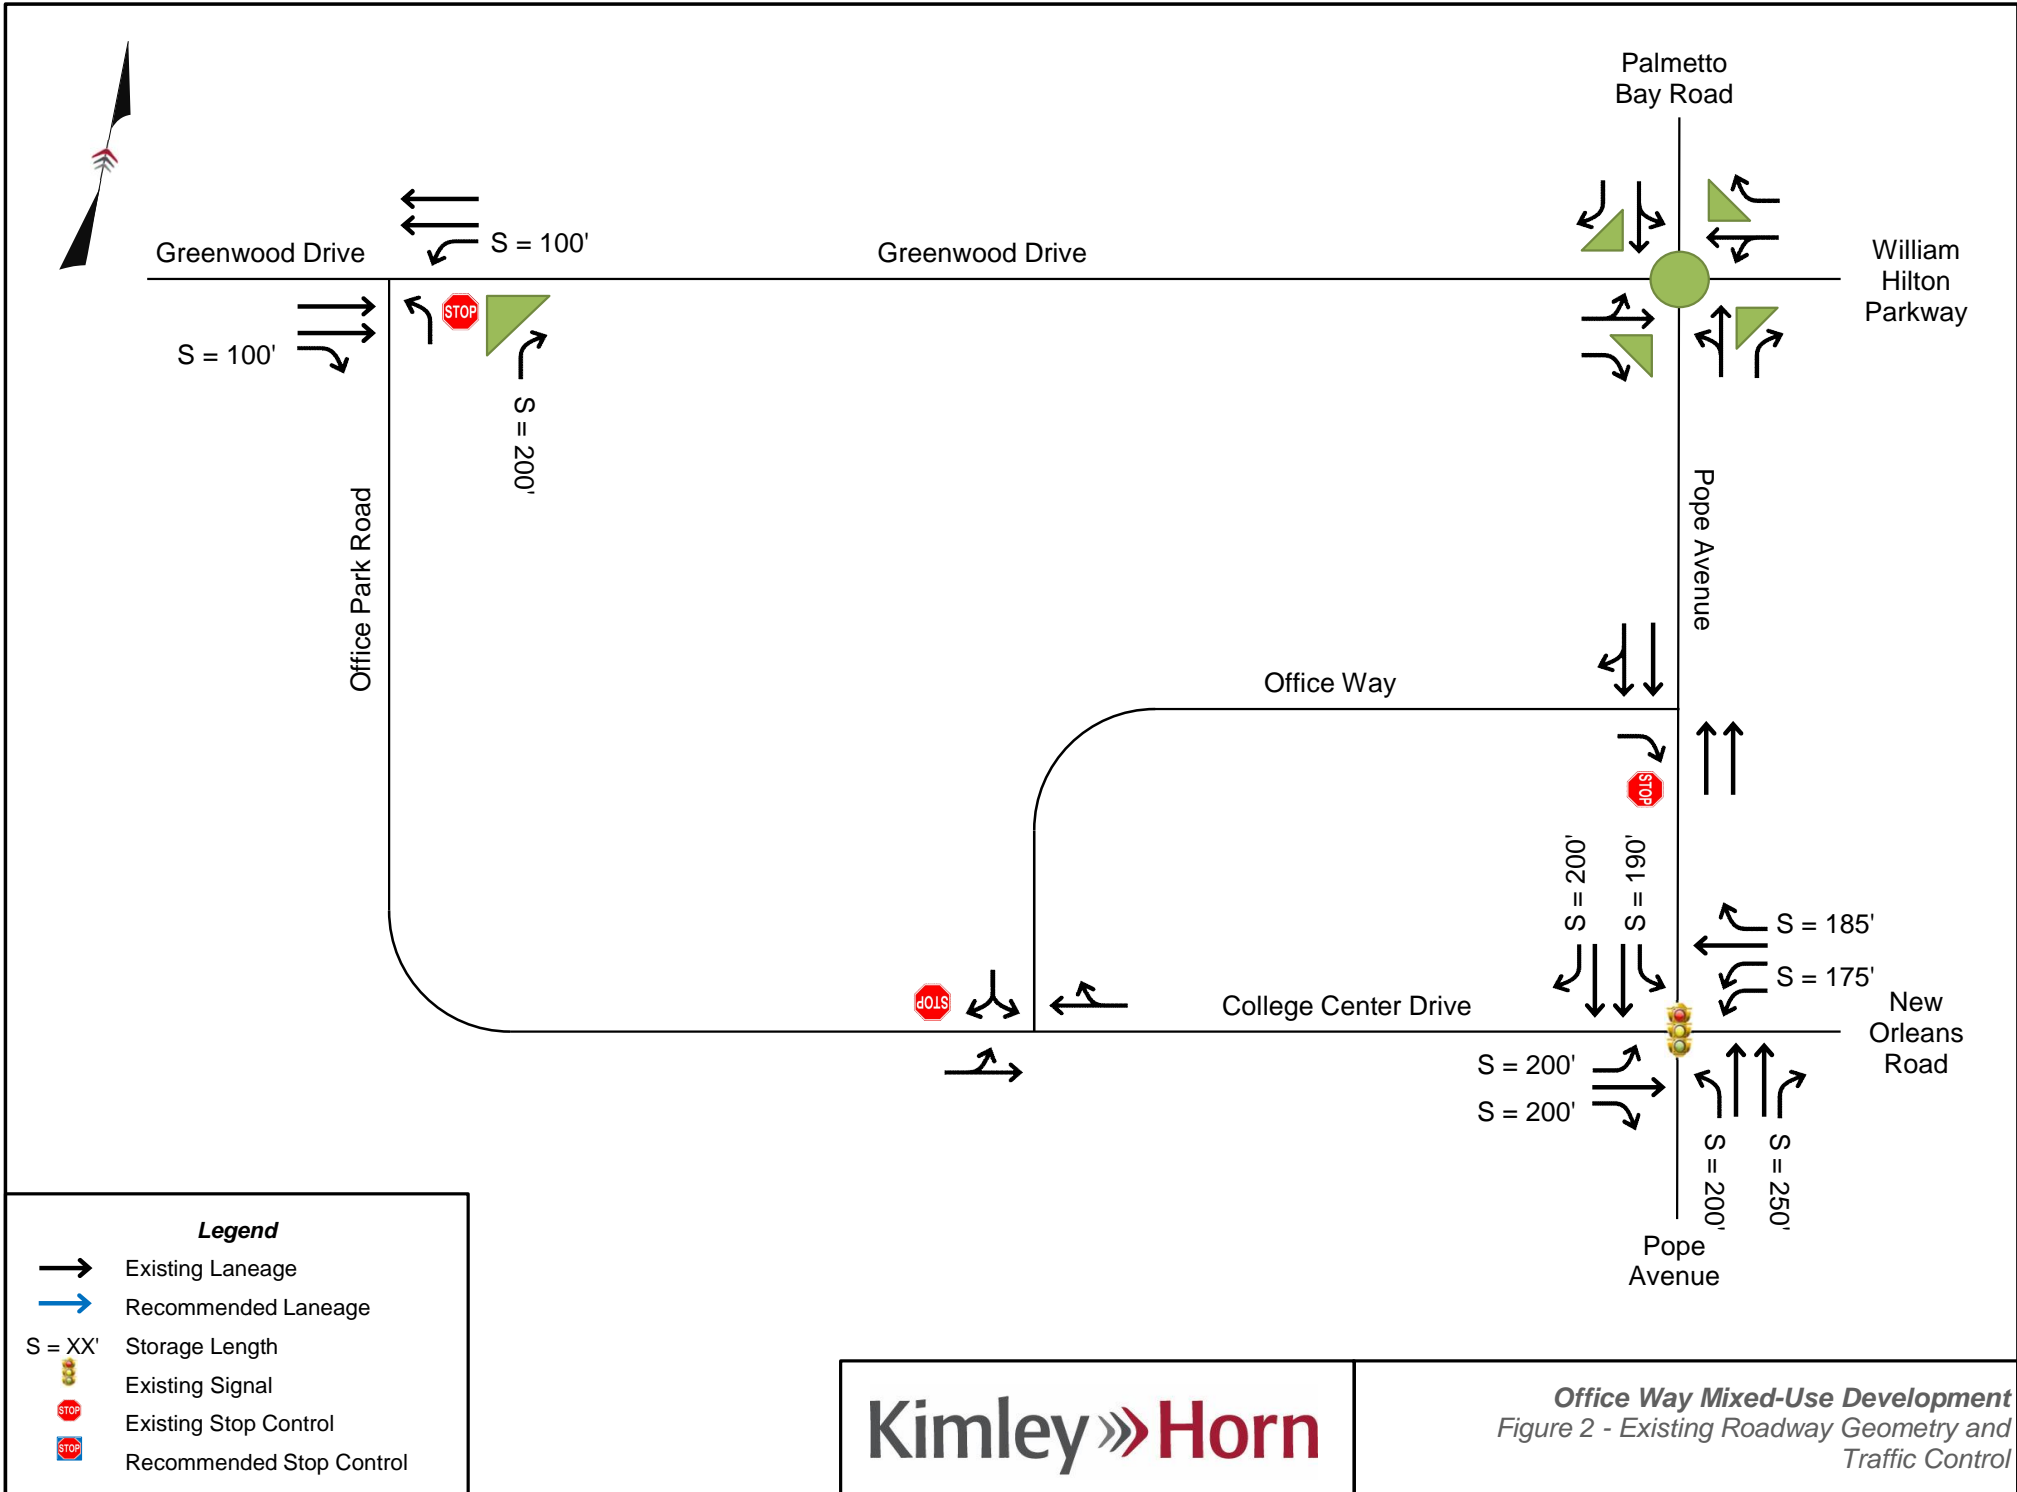 Palmetto
Bay Road
S = 100'
Greenwood Drive
Greenwood Drive
William
Hilton
Parkway
STOP
S = 100'
S = 200'
Office Park Road
Pope Avenue
Office Way
STOP
S = 200'
S = 190'
S = 185'
S = 175'
STOP
College Center Drive
New
Orleans
Road
S = 200'
S = 200'
S = 200'
S = 250'
Pope
Avenue
Legend
Existing Laneage
Recommended Laneage
S = XX' Storage Length
Existing Signal
STOP Existing Stop Control
STOP Recommended Stop Control
Kimley Horn
Office Way Mixed-Use Development
Figure 2 - Existing Roadway Geometry and
Traffic Control